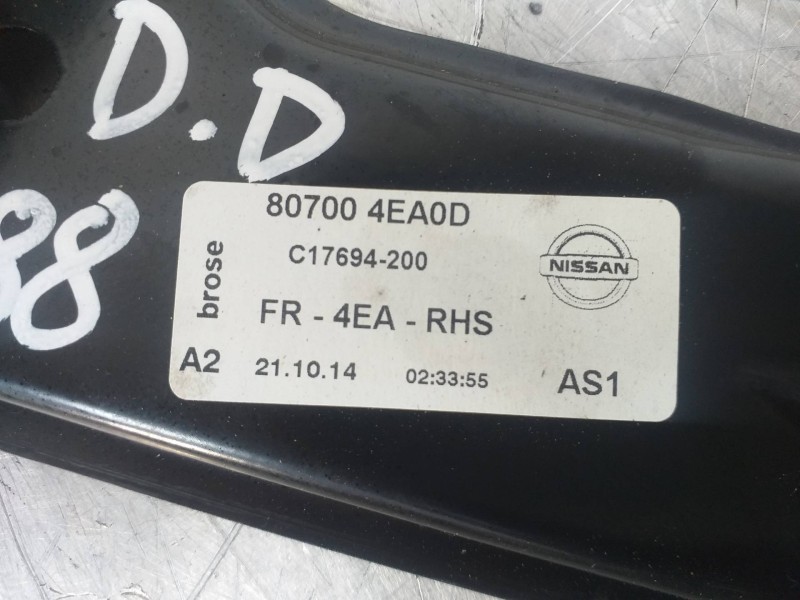 D.D
88
80700 4EA0D
C17694-200
brose
NISSAN
FR - 4EA - RHS
A2 21.10.14 02:33:55 AS1